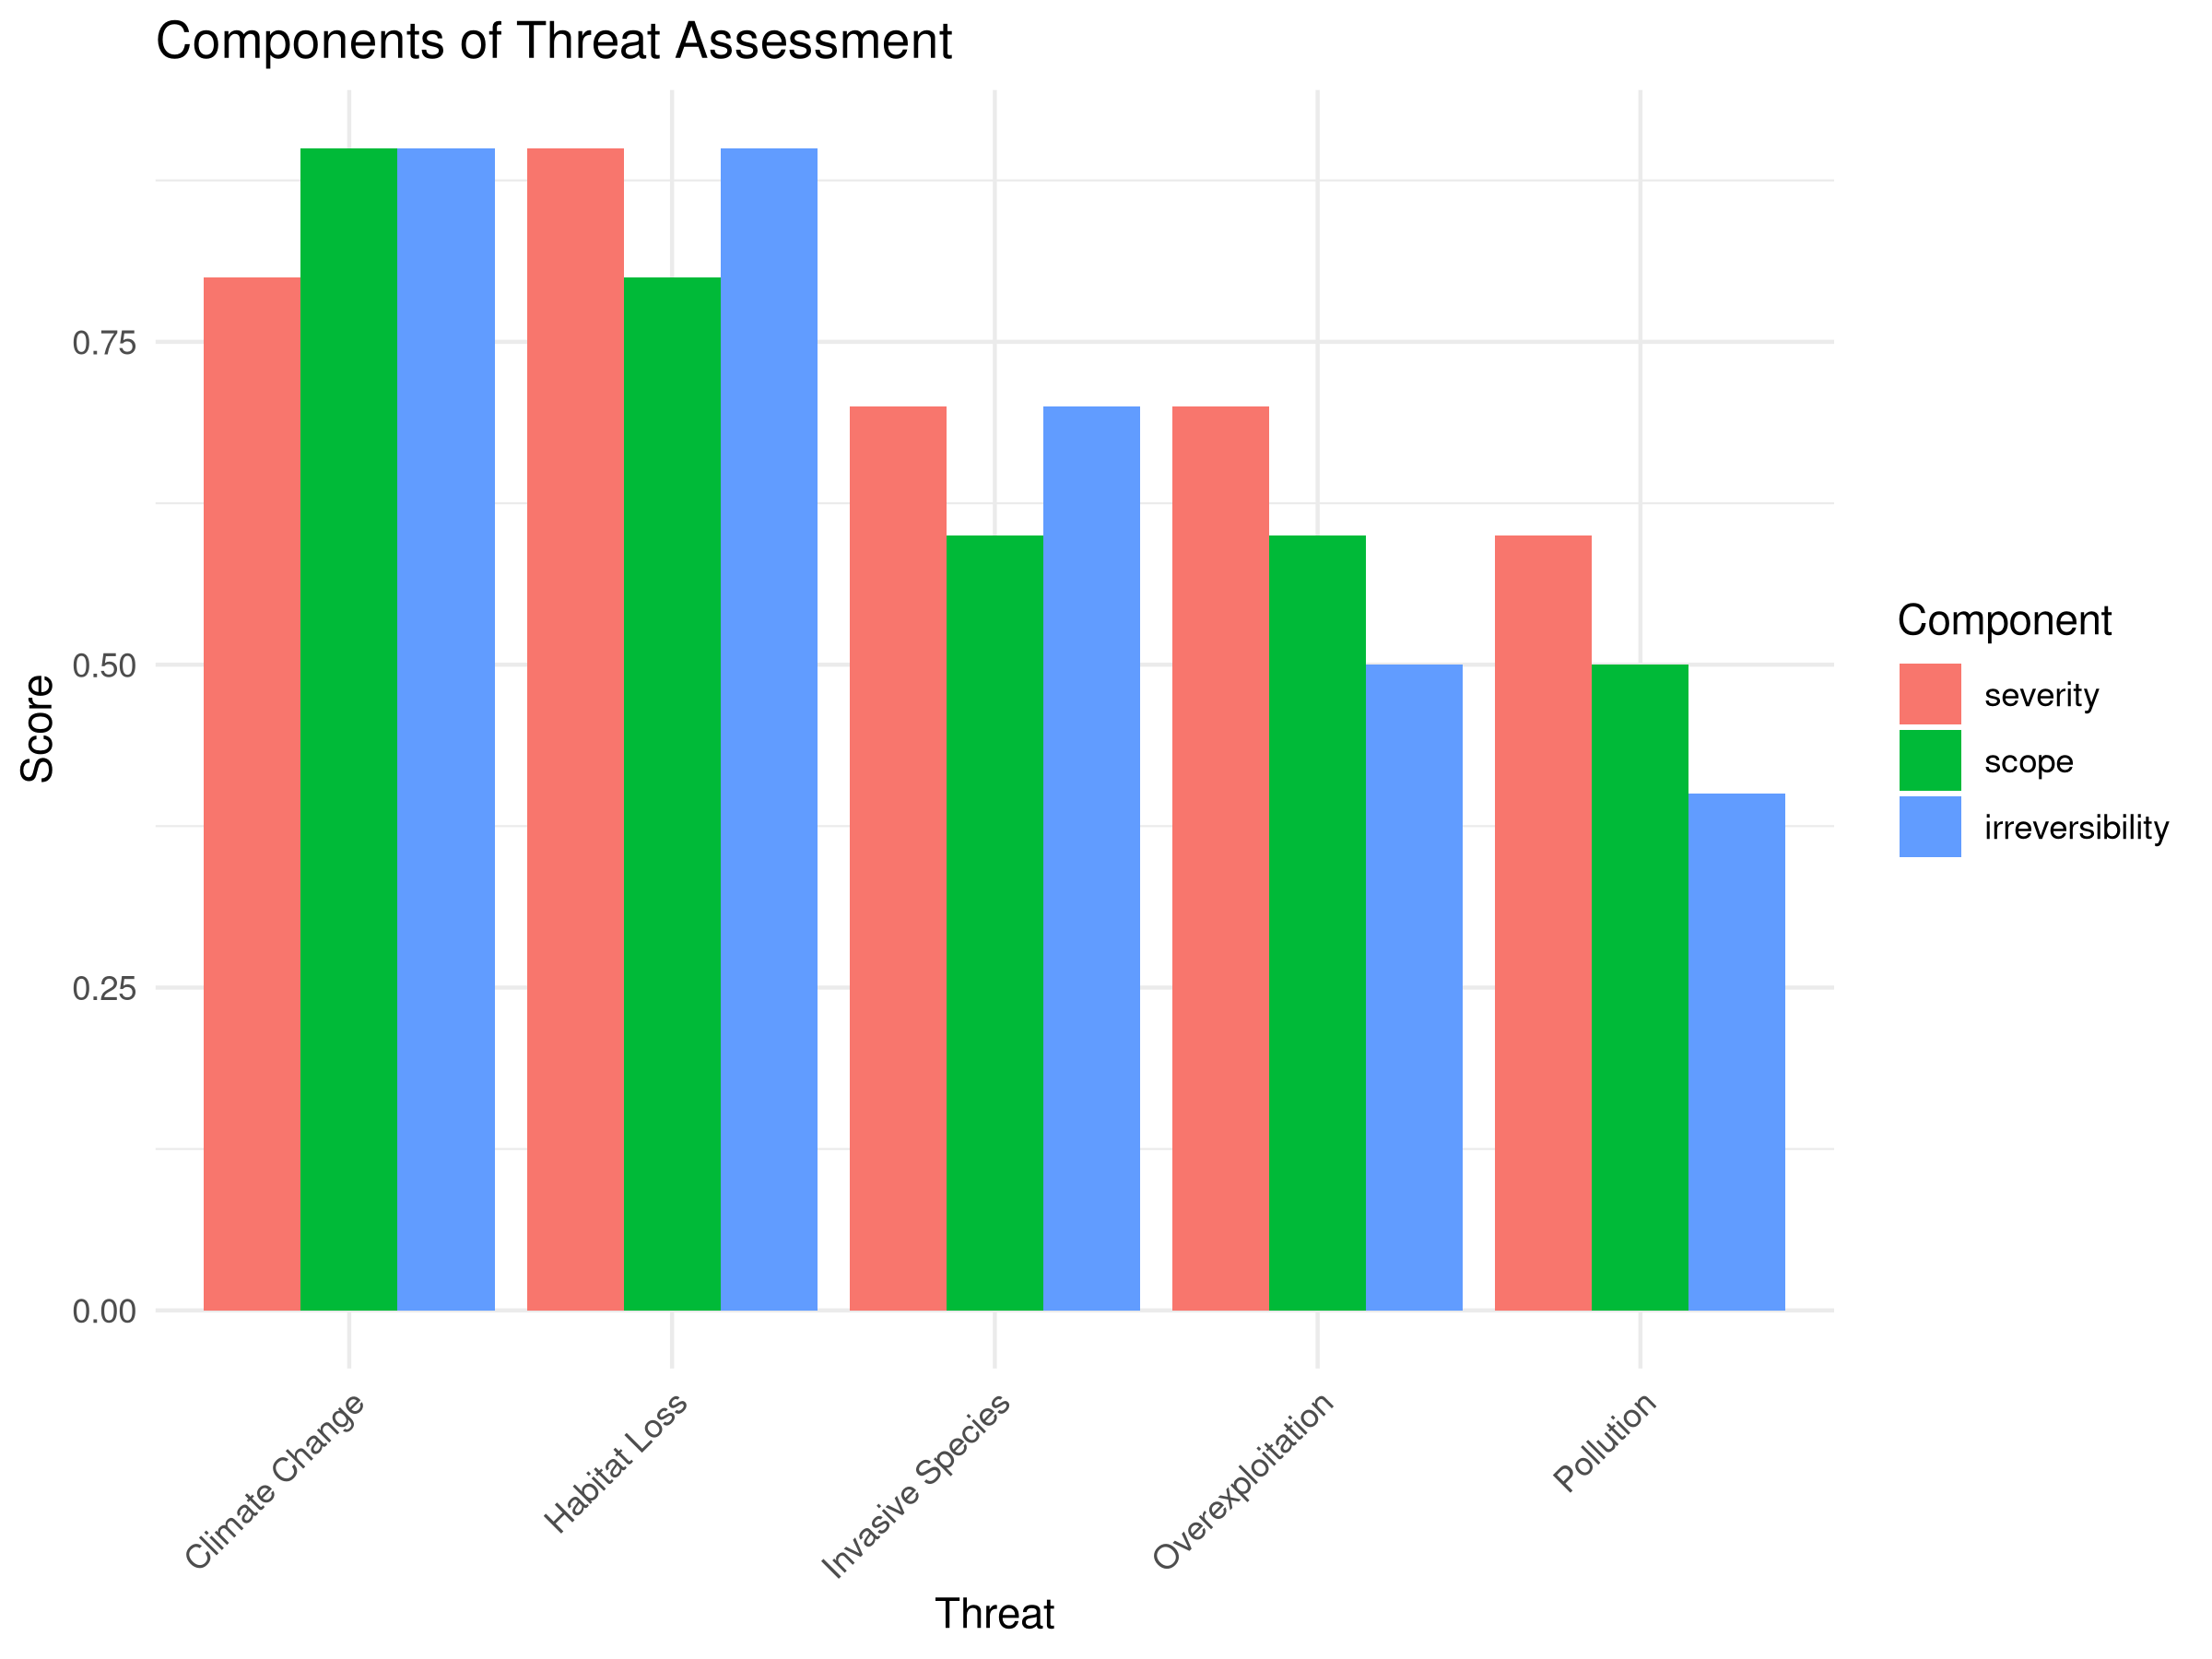 Components of Threat Assessment
Score
0.75
0.50
0.25
0.00
Climate Change
Habitat Loss
Invasive Species
Overexploitation
Pollution
Threat
Component
severity
scope
irreversibility